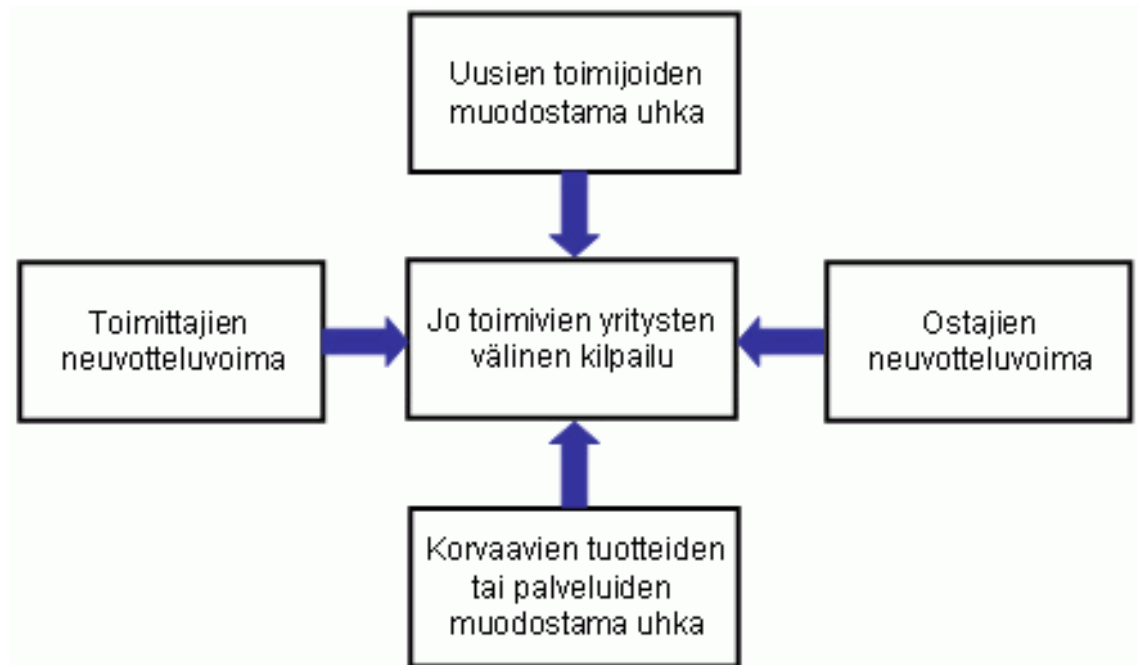 Uusien toimijoiden
muodostama uhka
Toimittajien
neuvotteluvoima
Jo toimivien yritysten
välinen kilpailu
Ostajien
neuvotteluvoima
Korvaavien tuotteiden
tai palveluiden
muodostama uhka